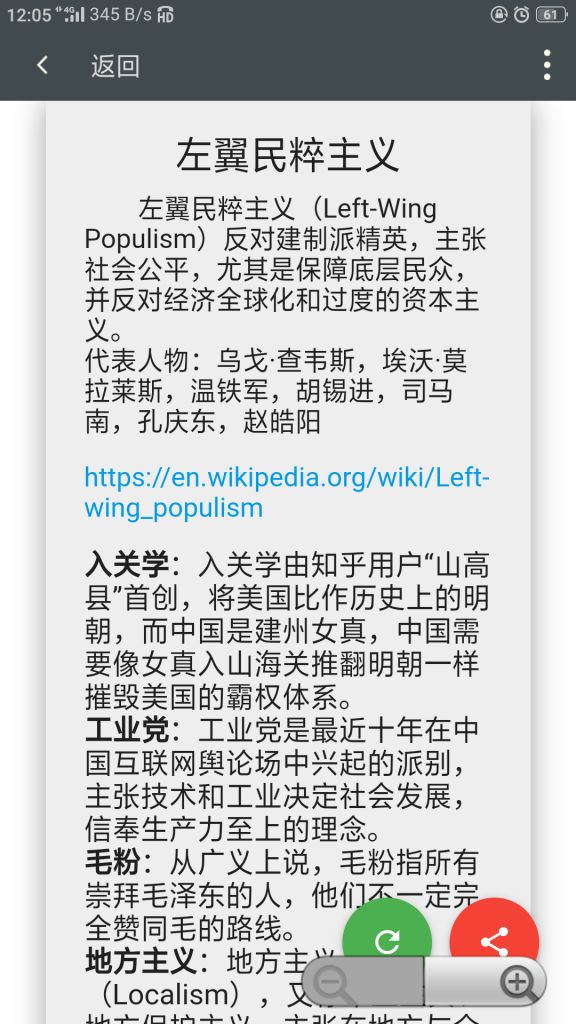 12:05 4G 345 B/s HD 61
返回
左翼民粹主义
左翼民粹主义（Left-Wing
Populism）反对建制派精英，主张
社会公平，尤其是保障底层民众，
并反对经济全球化和过度的资本主
义。
代表人物：乌戈·查韦斯，埃沃·莫
拉莱斯，温铁军，胡锡进，司马
南，孔庆东，赵皓阳
https://en.wikipedia.org/wiki/Left-
wing_populism
入关学：入关学由知乎用户“山高
县”首创，将美国比作历史上的明
朝，而中国是建州女真，中国需
要像女真入山海关推翻明朝一样
摧毁美国的霸权体系。
工业党：工业党是最近十年在中
国互联网舆论场中兴起的派别，
主张技术和工业决定社会发展，
信奉生产力至上的理念。
毛粉：从广义上说，毛粉指所有
崇拜毛泽东的人，他们不一定完
全赞同毛的路线。
地方主义：地方主义
（Localism），又
地方保护主义，主张在地方与全